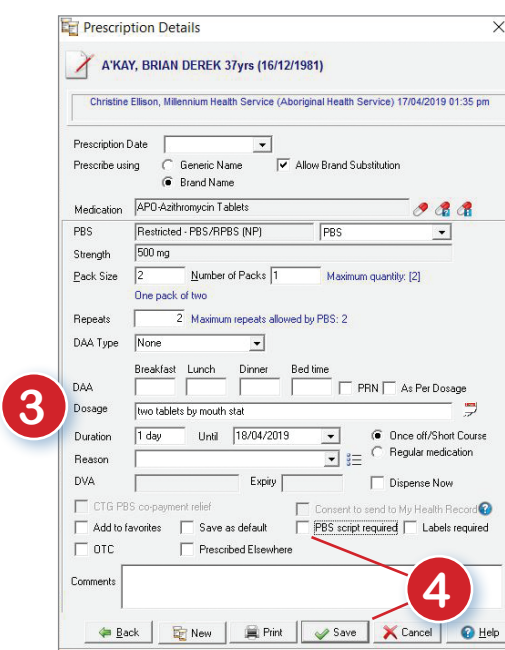 Prescription Details
A'KAY, BRIAN DEREK 37yrs (16/12/1981)
Christine Ellison, Millennium Health Service (Aboriginal Health Service) 17/04/2019 01:35 pm
Prescription Date
Prescribe using Generic Name Allow Brand Substitution
Brand Name
Medication APO-Azithromycin Tablets
PBS Restricted - PBS/RPBS (NP) PBS
Strength 500 mg
Pack Size 2 Number of Packs 1 Maximum quantity: [2]
One pack of two
Repeats 2 Maximum repeats allowed by PBS: 2
DAA Type None
Breakfast Lunch Dinner Bed time
DAA PRN As Per Dosage
3
Dosage two tablets by mouth stat
Duration 1 day Until 18/04/2019 Once off/Short Course
Reason Regular medication
DVA Expiry Dispense Now
CTG PBS co-payment relief Consent to send to My Health Record
Add to favorites Save as default PBS script required Labels required
OTC Prescribed Elsewhere
Comments
4
Back New Print Save Cancel Help